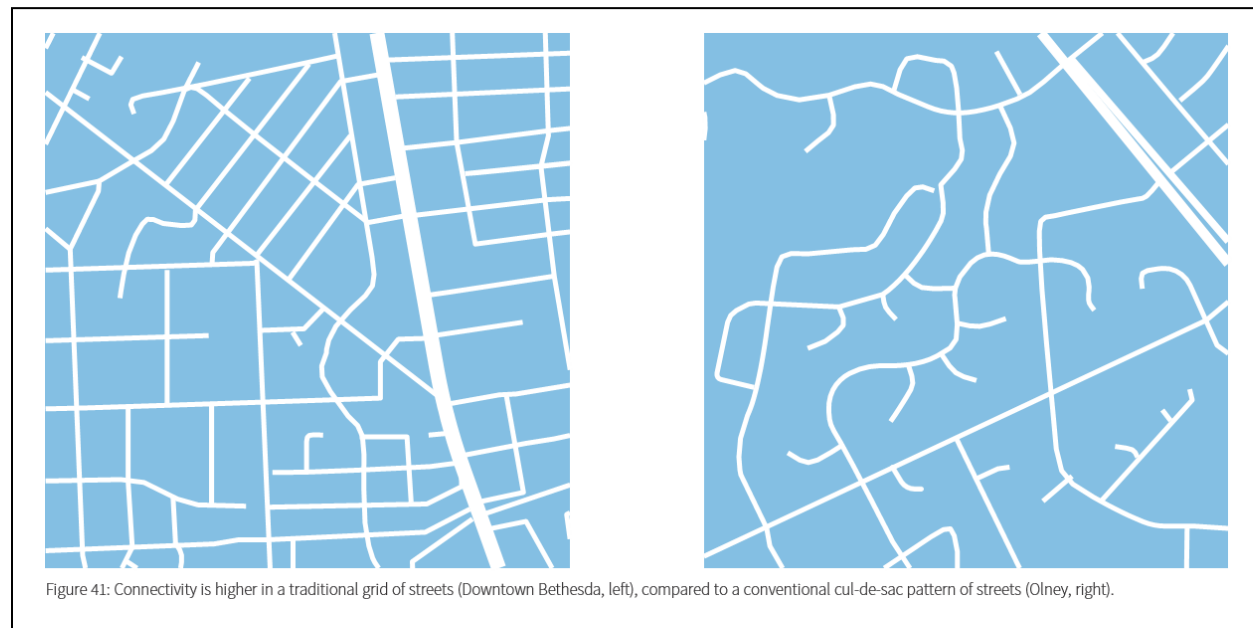 Figure 41: Connectivity is higher in a traditional grid of streets (Downtown Bethesda, left), compared to a conventional cul-de-sac pattern of streets (Olney, right).